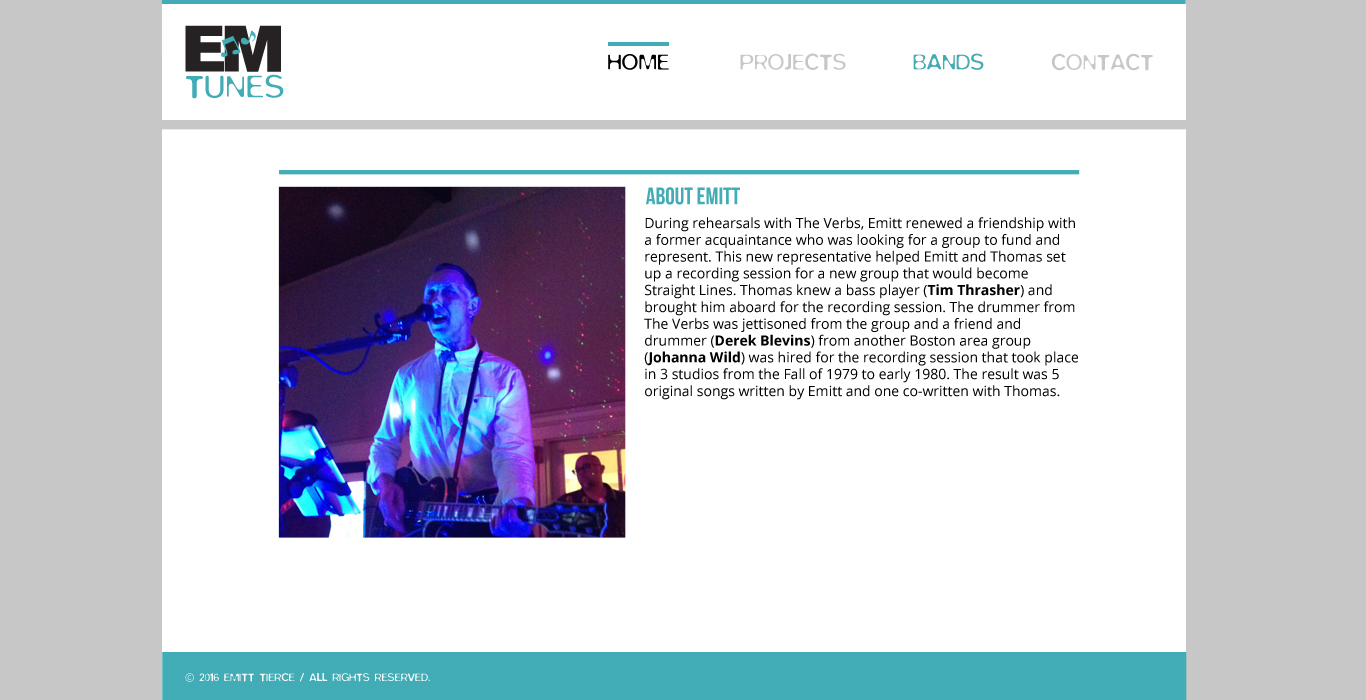 EM
TUNES
HOME
PROJECTS
BANDS
CONTACT
ABOUT EMITT
During rehearsals with The Verbs, Emitt renewed a friendship with
a former acquaintance who was looking for a group to fund and
represent. This new representative helped Emitt and Thomas set
up a recording session for a new group that would become
Straight Lines. Thomas knew a bass player (Tim Thrasher) and
brought him aboard for the recording session. The drummer from
The Verbs was jettisoned from the group and a friend and
drummer (Derek Blevins) from another Boston area group
(Johanna Wild) was hired for the recording session that took place
in 3 studios from the Fall of 1979 to early 1980. The result was 5
original songs written by Emitt and one co-written with Thomas.
© 2016 EMITT TIERCE / ALL RIGHTS RESERVED.